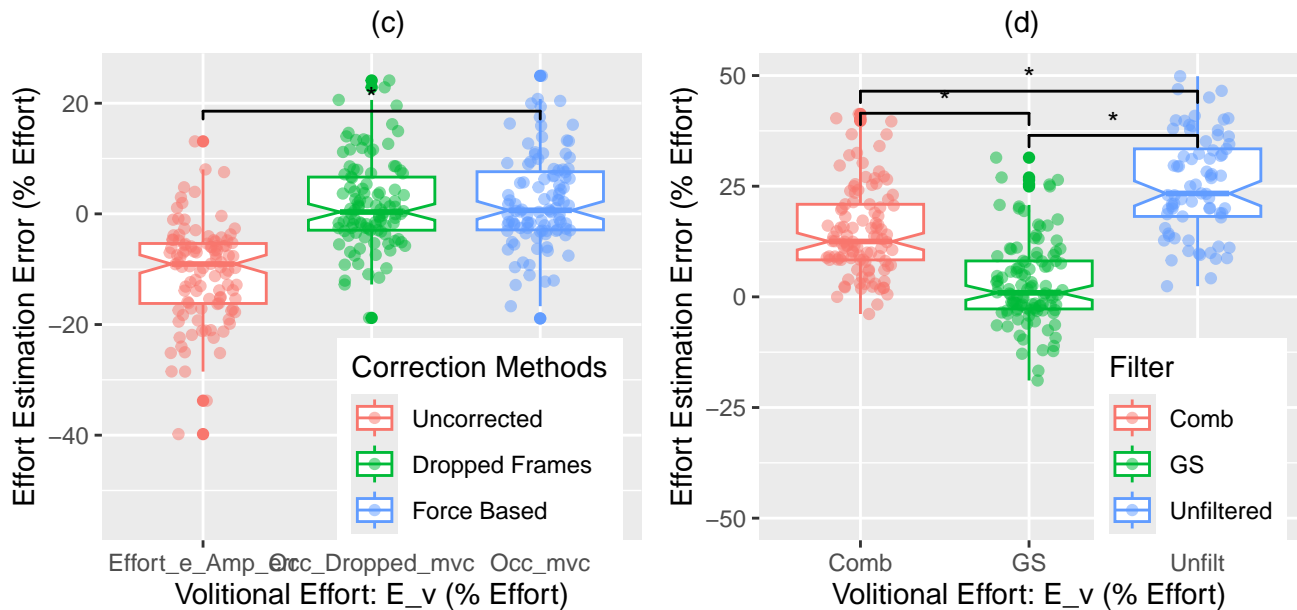 (c)
Effort Estimation Error (% Effort)
20
0
−20
−40
*
Correction Methods
Uncorrected
Dropped Frames
Force Based
Effort_e_Amp_err
Occ_Dropped_mvc
Occ_mvc
Volitional Effort: E_v (% Effort)
(d)
Effort Estimation Error (% Effort)
50
25
0
−25
−50
*
*
*
Filter
Comb
GS
Unfiltered
Comb
GS
Unfilt
Volitional Effort: E_v (% Effort)